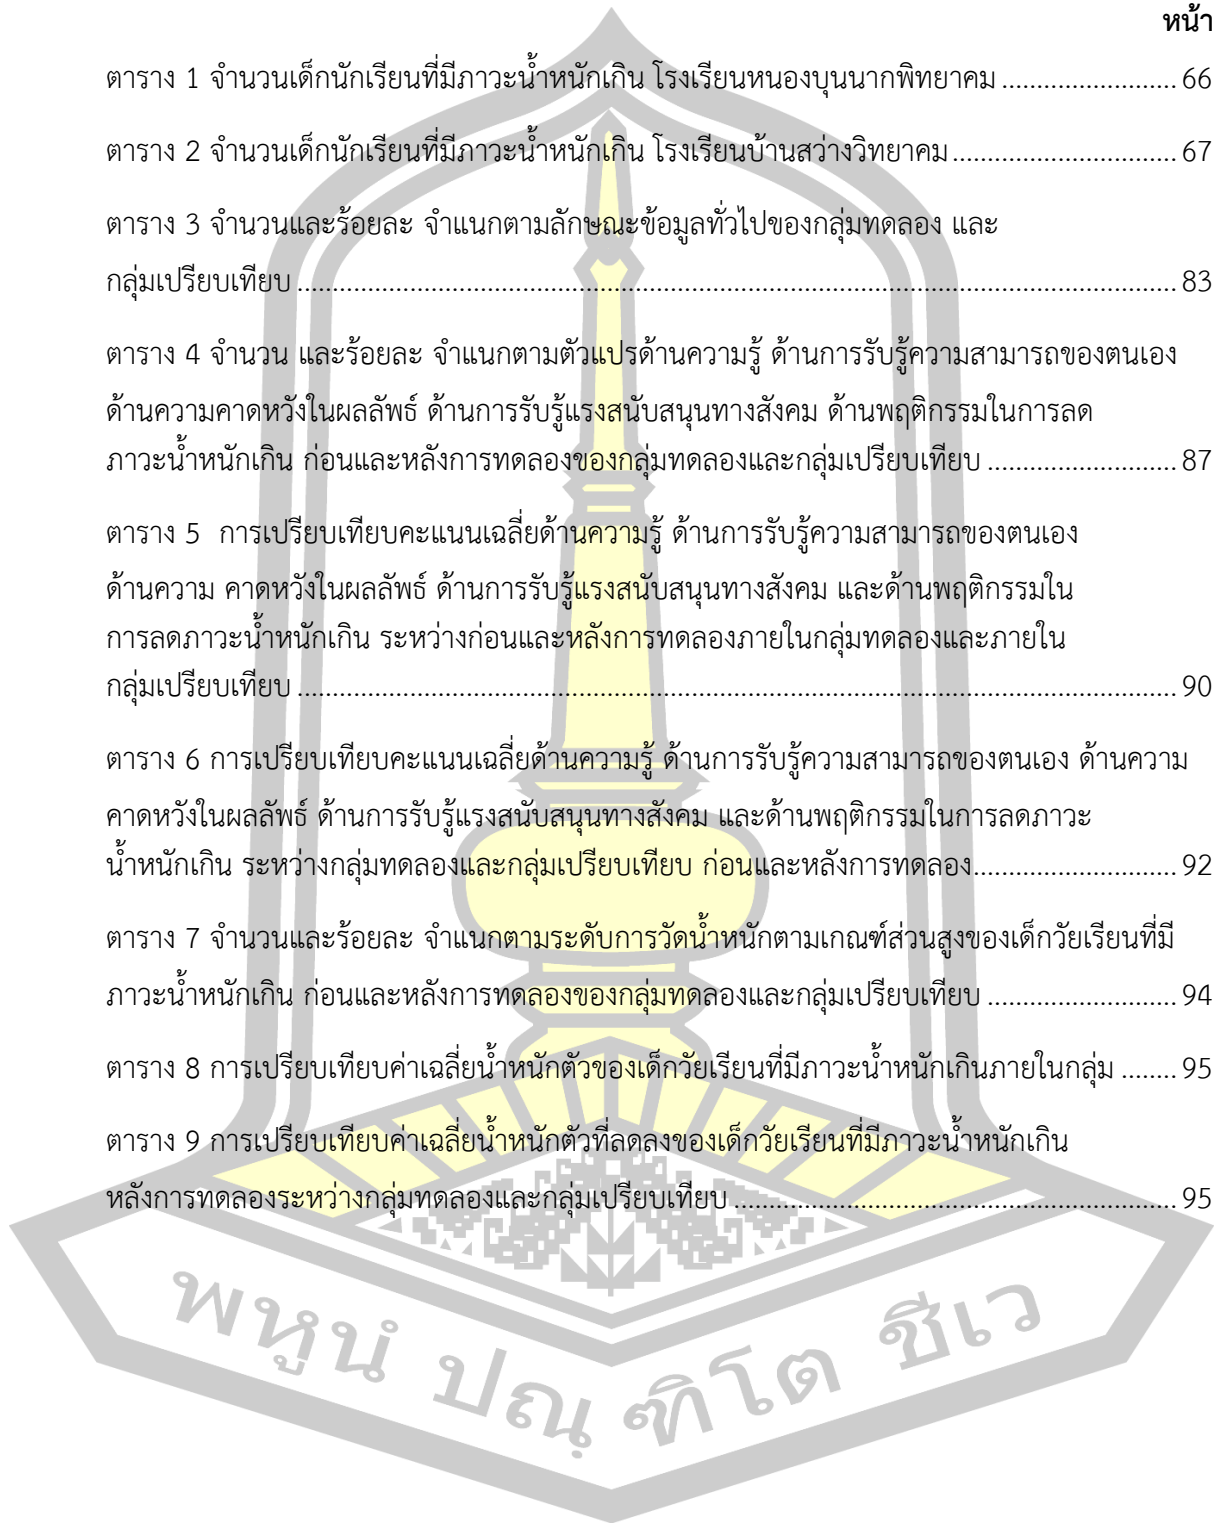 หน้า
ตาราง 1 จำนวนเด็กนักเรียนที่มีภาวะน้ำหนักเกิน โรงเรียนหนองบุนนากพิทยาคม ......................... 66
ตาราง 2 จำนวนเด็กนักเรียนที่มีภาวะน้ำหนักเกิน โรงเรียนบ้านสว่างวิทยาคม ................................ 67
ตาราง 3 จำนวนและร้อยละ จำแนกตามลักษณะข้อมูลทั่วไปของกลุ่มทดลอง และ
กลุ่มเปรียบเทียบ ............................................................................................................................. 83
ตาราง 4 จำนวน และร้อยละ จำแนกตามตัวแปรด้านความรู้ ด้านการรับรู้ความสามารถของตนเอง
ด้านความคาดหวังในผลลัพธ์ ด้านการรับรู้แรงสนับสนุนทางสังคม ด้านพฤติกรรมในการลด
ภาวะน้ำหนักเกิน ก่อนและหลังการทดลองของกลุ่มทดลองและกลุ่มเปรียบเทียบ ........................... 87
ตาราง 5  การเปรียบเทียบคะแนนเฉลี่ยด้านความรู้ ด้านการรับรู้ความสามารถของตนเอง
ด้านความ คาดหวังในผลลัพธ์ ด้านการรับรู้แรงสนับสนุนทางสังคม และด้านพฤติกรรมใน
การลดภาวะน้ำหนักเกิน ระหว่างก่อนและหลังการทดลองภายในกลุ่มทดลองและภายใน
กลุ่มเปรียบเทียบ ............................................................................................................................. 90
ตาราง 6 การเปรียบเทียบคะแนนเฉลี่ยด้านความรู้ ด้านการรับรู้ความสามารถของตนเอง ด้านความ
คาดหวังในผลลัพธ์ ด้านการรับรู้แรงสนับสนุนทางสังคม และด้านพฤติกรรมในการลดภาวะ
น้ำหนักเกิน ระหว่างกลุ่มทดลองและกลุ่มเปรียบเทียบ ก่อนและหลังการทดลอง............................. 92
ตาราง 7 จำนวนและร้อยละ จำแนกตามระดับการวัดน้ำหนักตามเกณฑ์ส่วนสูงของเด็กวัยเรียนที่มี
ภาวะน้ำหนักเกิน ก่อนและหลังการทดลองของกลุ่มทดลองและกลุ่มเปรียบเทียบ ........................... 94
ตาราง 8 การเปรียบเทียบค่าเฉลี่ยน้ำหนักตัวของเด็กวัยเรียนที่มีภาวะน้ำหนักเกินภายในกลุ่ม ........ 95
ตาราง 9 การเปรียบเทียบค่าเฉลี่ยน้ำหนักตัวที่ลดลงของเด็กวัยเรียนที่มีภาวะน้ำหนักเกิน
หลังการทดลองระหว่างกลุ่มทดลองและกลุ่มเปรียบเทียบ ............................................................... 95
พหูนํ ปณฺ ฑิโต ชีเว